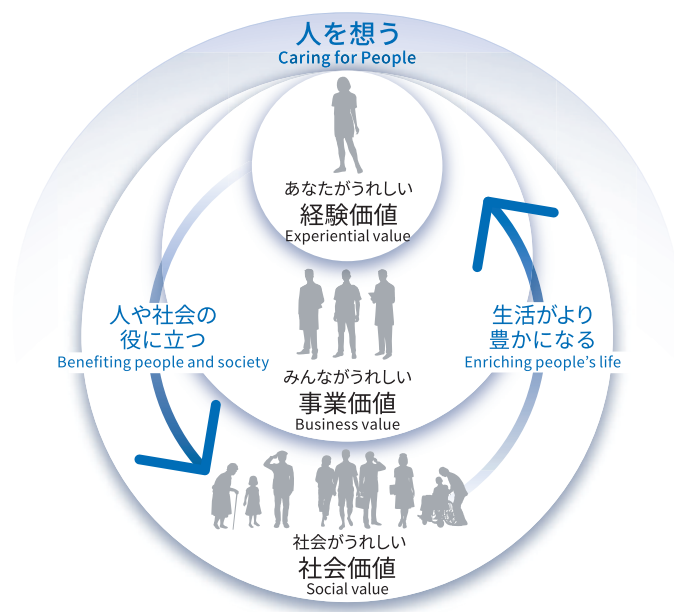 人を想う
Caring for People
あなたがうれしい
経験価値
Experiential value
人や社会の
役に立つ
Benefiting people and society
生活がより
豊かになる
Enriching people's life
みんながうれしい
事業価値
Business value
社会がうれしい
社会価値
Social value